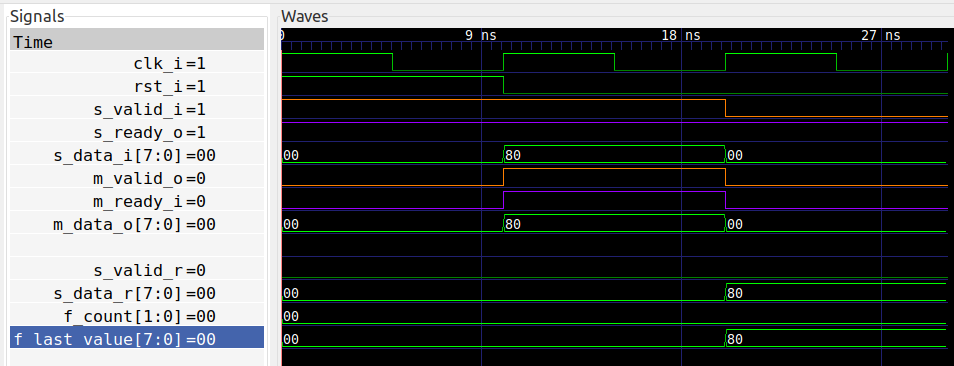 Signals
Waves
Time
0 9 ns 18 ns 27 ns
clk_i=1
rst_i=1
s_valid_i=1
s_ready_o=1
s_data_i[7:0]=00 00 80 00
m_valid_o=0
m_ready_i=0
m_data_o[7:0]=00 00 80 00
s_valid_r=0
s_data_r[7:0]=00 00 80
f_count[1:0]=00 00
f_last_value[7:0]=00 00 80